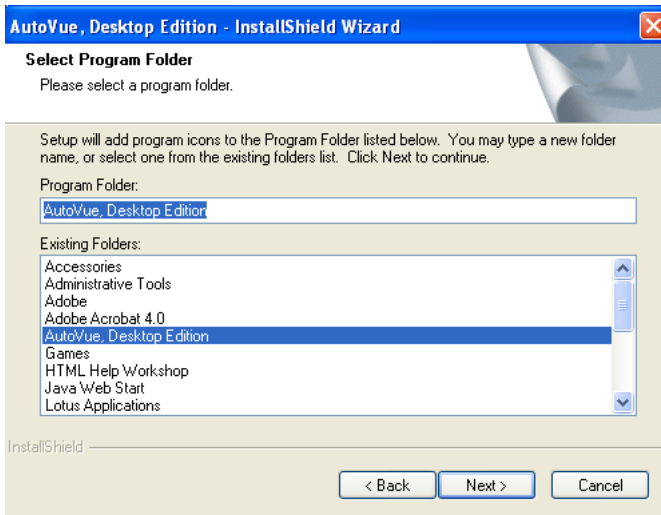 AutoVue, Desktop Edition - InstallShield Wizard
Select Program Folder
Please select a program folder.
Setup will add program icons to the Program Folder listed below. You may type a new folder
name, or select one from the existing folders list. Click Next to continue.
Program Folder:
AutoVue, Desktop Edition
Existing Folders:
Accessories
Administrative Tools
Adobe
Adobe Acrobat 4.0
AutoVue, Desktop Edition
Games
HTML Help Workshop
Java Web Start
Lotus Applications
InstallShield
< Back Next > Cancel